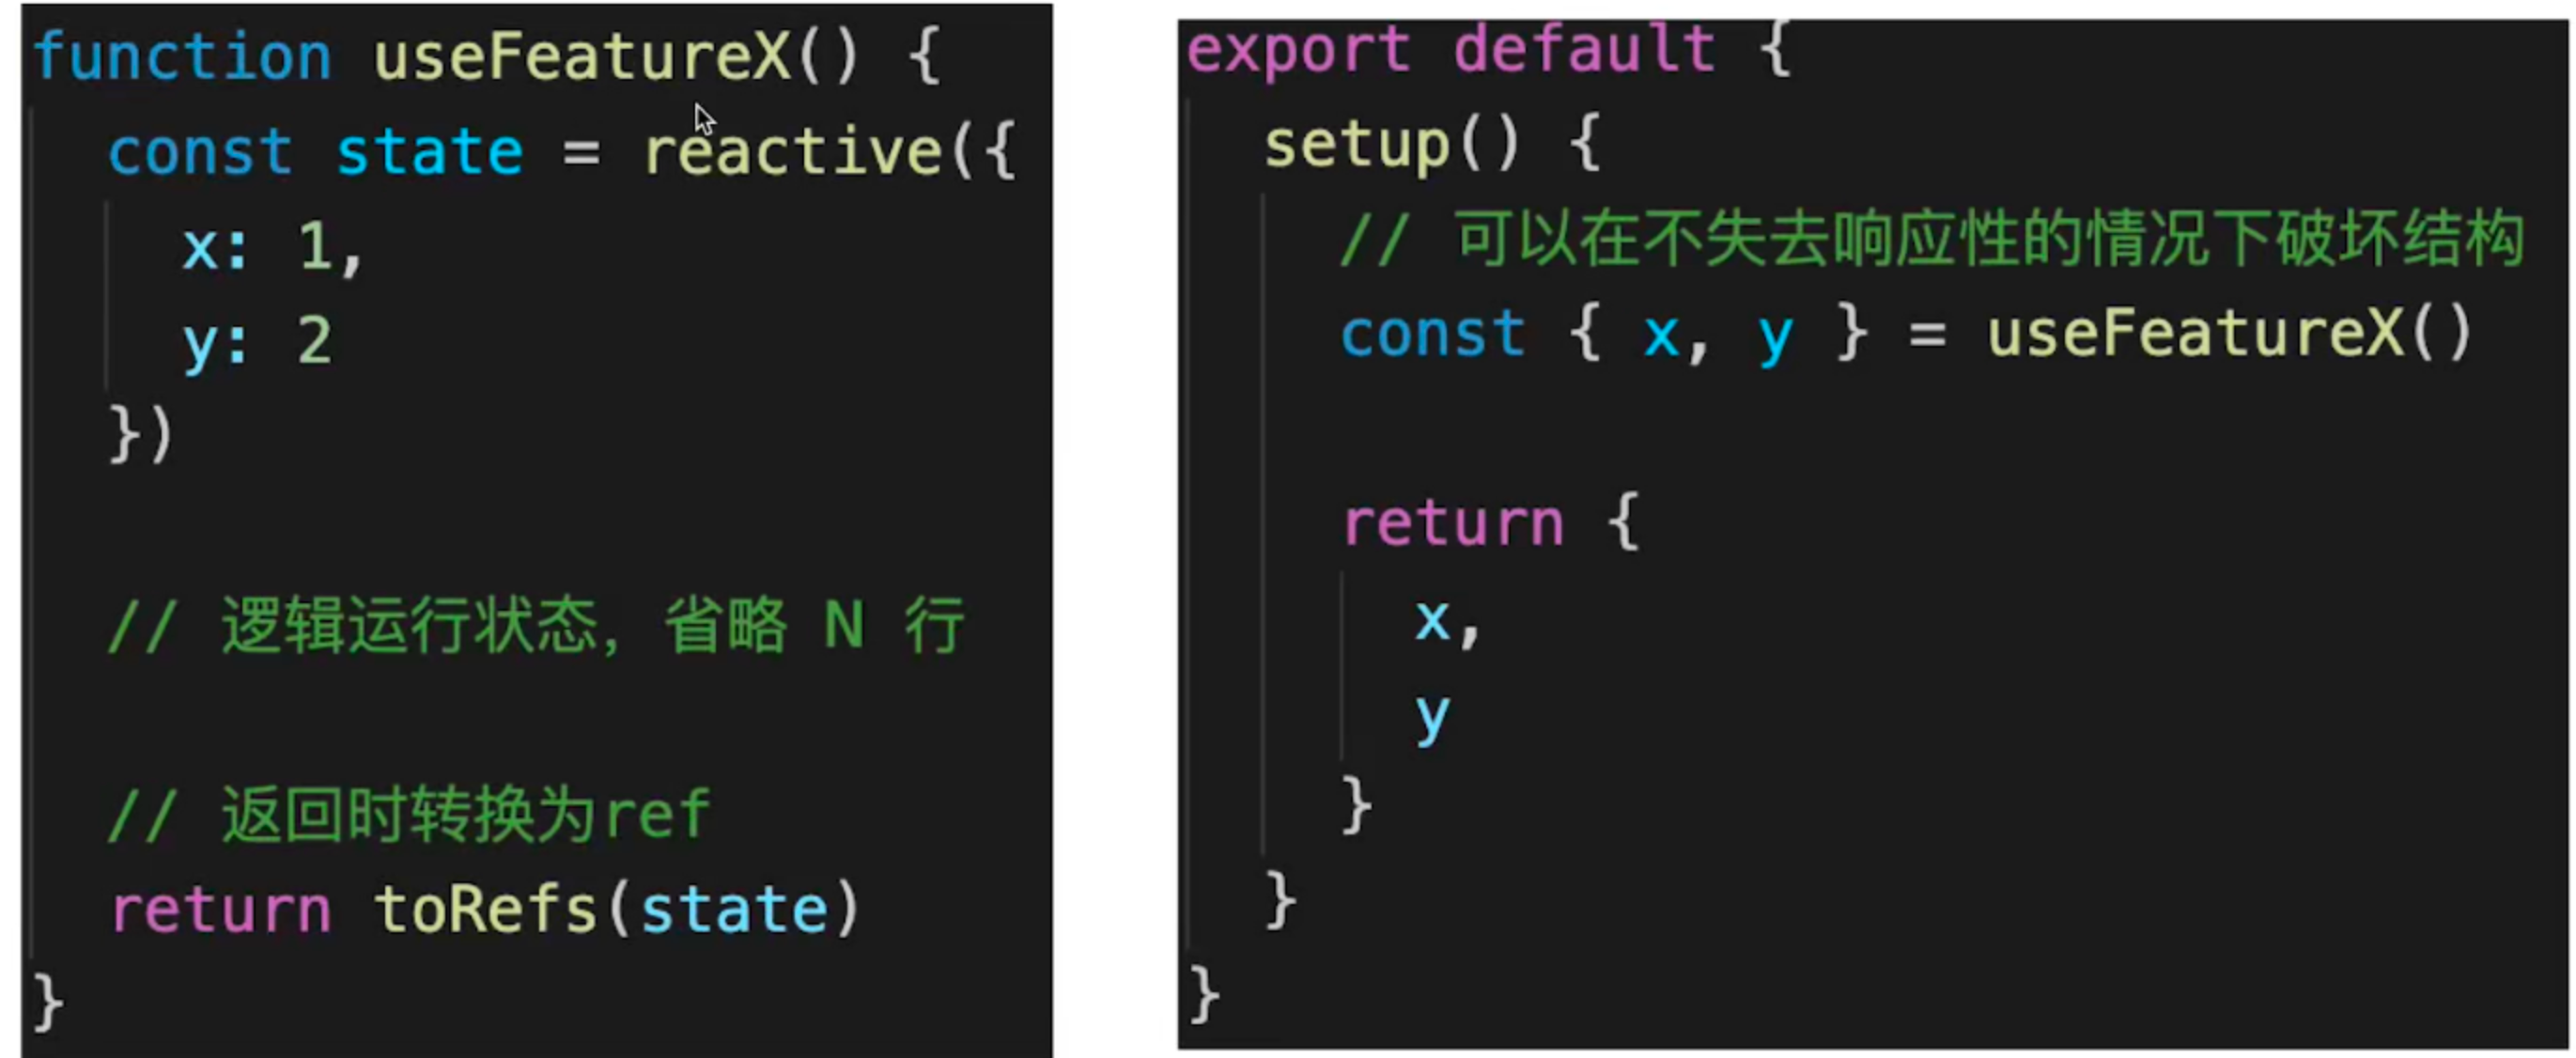 function useFeatureX() {
const state = reactive({
x: 1,
y: 2
})
// 逻辑运行状态，省略 N 行
// 返回时转换为ref
return toRefs(state)
}
export default {
setup() {
// 可以在不失去响应性的情况下破坏结构
const { x, y } = useFeatureX()
return {
x,
y
}
}
}